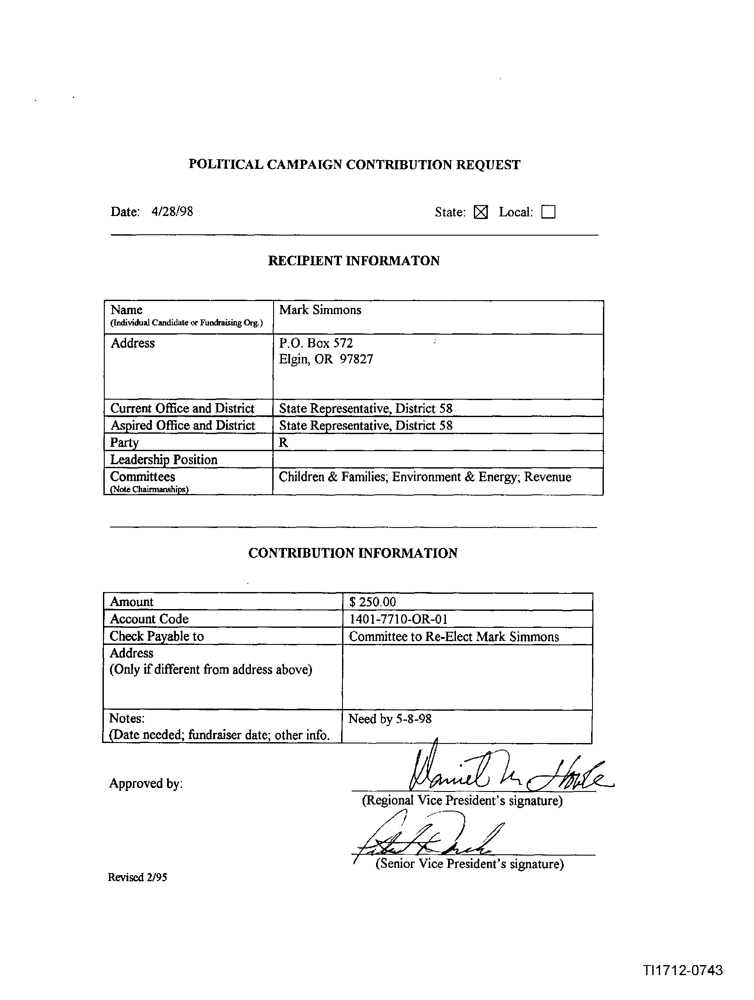 POLITICAL CAMPAIGN CONTRIBUTION REQUEST
Date: 4/28/98 State: ☒ Local: ☐
RECIPIENT INFORMATON
Name Mark Simmons
(Individual Candidate or Fundraising Org.)
Address P.O. Box 572
Elgin, OR 97827
Current Office and District State Representative, District 58
Aspired Office and District State Representative, District 58
Party R
Leadership Position
Committees Children & Families; Environment & Energy; Revenue
(Note Chairmanships)
CONTRIBUTION INFORMATION
Amount $ 250.00
Account Code 1401-7710-OR-01
Check Payable to Committee to Re-Elect Mark Simmons
Address
(Only if different from address above)
Notes: Need by 5-8-98
(Date needed; fundraiser date; other info.
Daniel
Approved by:
(Regional Vice President's signature)
(Senior Vice President's signature)
Revised 2/95
TI1712-0743